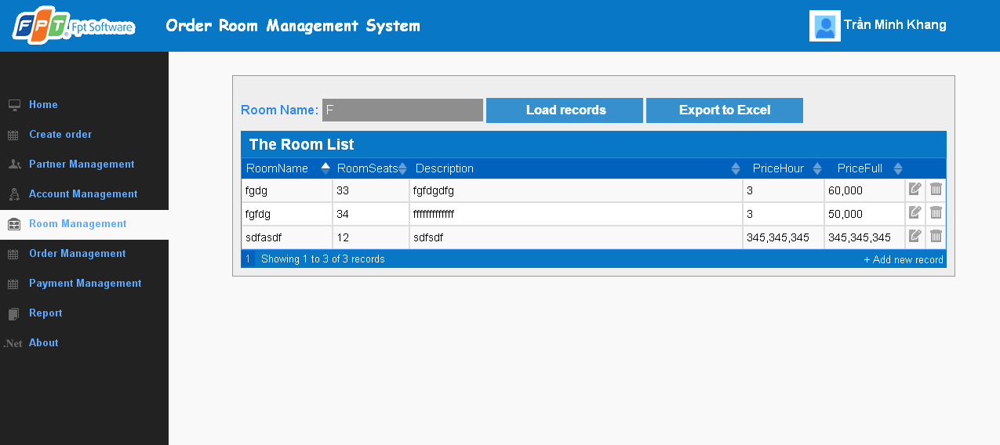 FPT Fpt Software
Order Room Management System
Trần Minh Khang
Home
Create order
Partner Management
Account Management
Room Management
Order Management
Payment Management
Report
.Net About
Room Name: F Load records Export to Excel
The Room List
RoomName RoomSeats Description PriceHour PriceFull
fgdg 33 fgfdgdfg 3 60,000
fgfdg 34 fffffffffffff 3 50,000
sdfasdf 12 sdfsdf 345,345,345 345,345,345
1 Showing 1 to 3 of 3 records + Add new record